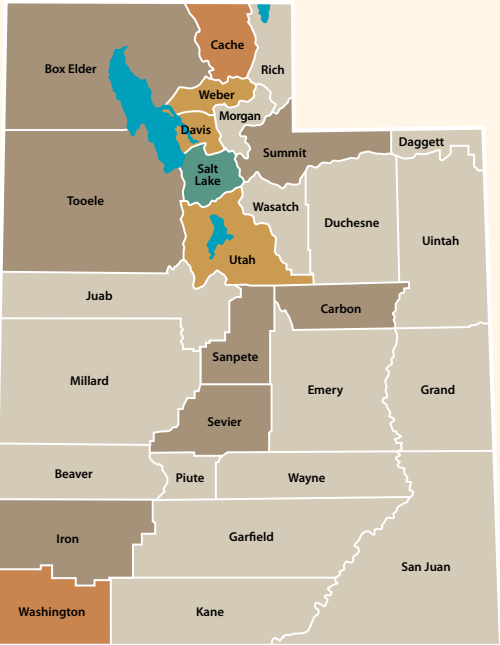 Cache
Box Elder
Rich
Weber
Morgan
Davis
Daggett
Summit
Salt
Lake
Tooele
Wasatch
Duchesne
Uintah
Utah
Juab
Carbon
Sanpete
Millard
Emery
Grand
Sevier
Beaver
Piute
Wayne
Iron
Garfield
San Juan
Washington
Kane